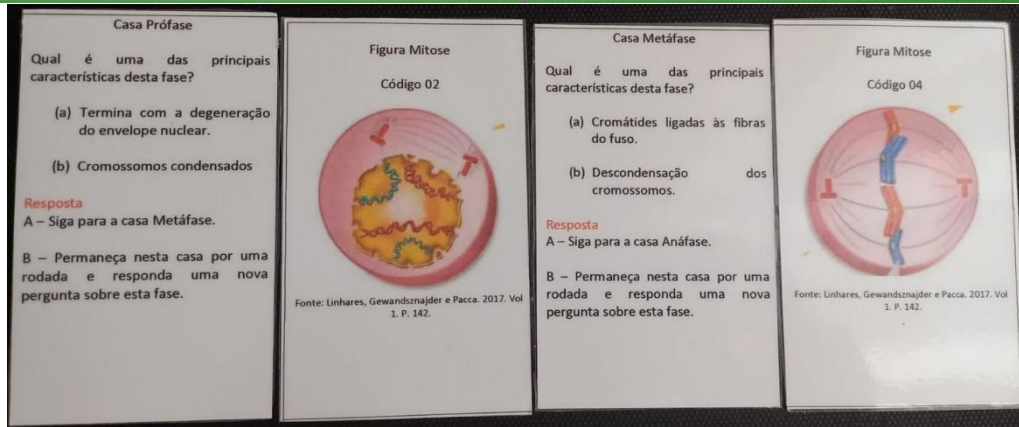 Casa Prófase
Qual é uma das principais
características desta fase?
(a) Termina com a degeneração
do envelope nuclear.
(b) Cromossomos condensados
Resposta
A – Siga para a casa Metáfase.
B – Permaneça nesta casa por uma
rodada e responda uma nova
pergunta sobre esta fase.
Figura Mitose
Código 02
Fonte: Linhares, Gewandsznajder e Pacca. 2017. Vol
1. P. 142.
Casa Metáfase
Qual é uma das principais
características desta fase?
(a) Cromátides ligadas às fibras
do fuso.
(b) Descondensação dos
cromossomos.
Resposta
A – Siga para a casa Anáfase.
B – Permaneça nesta casa por uma
rodada e responda uma nova
pergunta sobre esta fase.
Figura Mitose
Código 04
Fonte: Linhares, Gewandsznajder e Pacca. 2017. Vol
1. P. 142.